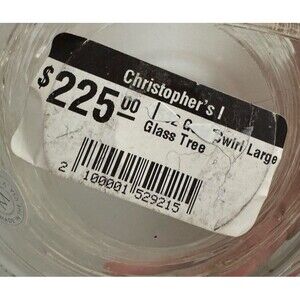 Christopher's I
$225.00
Swirl Large
Glass Tree
2 100001 529215